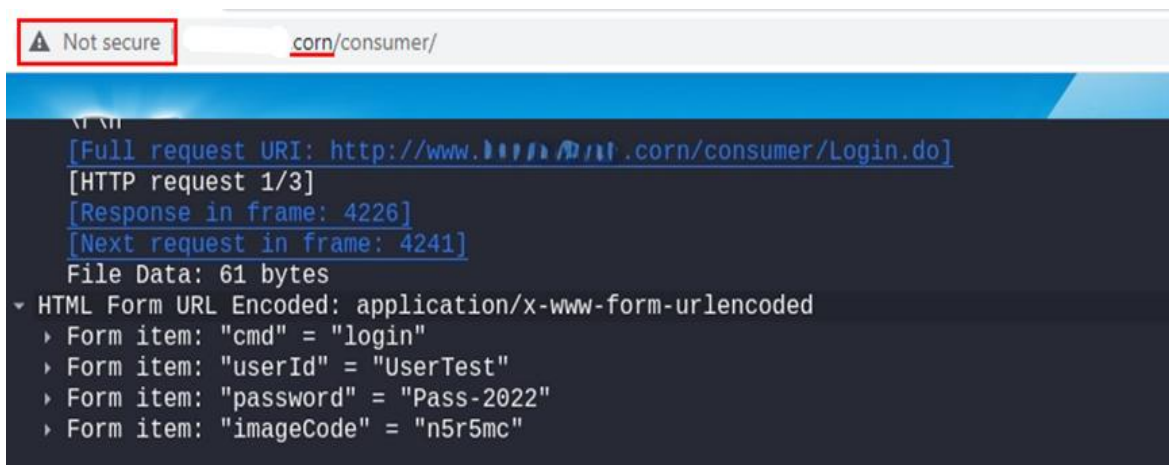 Not secure .corn/consumer/
\r\n
[Full request URI: http://www. .corn/consumer/Login.do]
[HTTP request 1/3]
[Response in frame: 4226]
[Next request in frame: 4241]
File Data: 61 bytes
HTML Form URL Encoded: application/x-www-form-urlencoded
Form item: "cmd" = "login"
Form item: "userId" = "UserTest"
Form item: "password" = "Pass-2022"
Form item: "imageCode" = "n5r5mc"